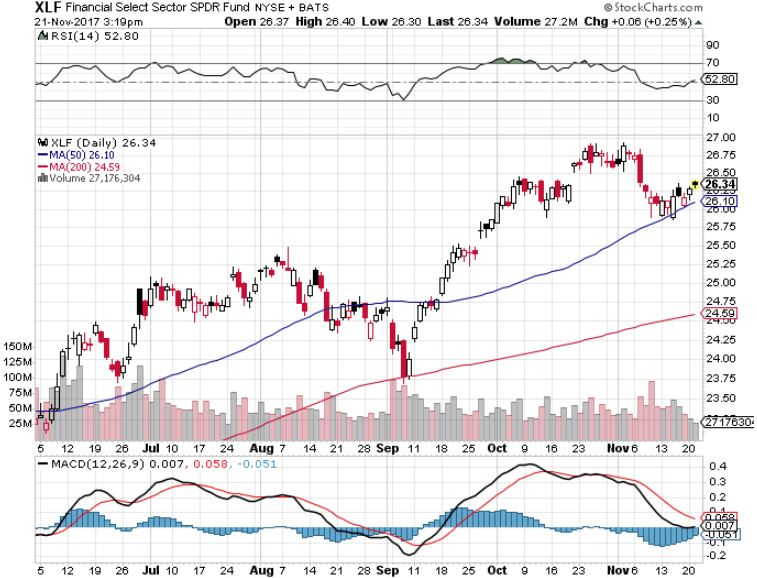 XLF Financial Select Sector SPDR Fund NYSE + BATS © StockCharts.com
21-Nov-2017 3:19pm Open 26.37 High 26.40 Low 26.30 Last 26.34 Volume 27.2M Chg +0.06 (+0.25%)
RSI(14) 52.80
90
70
52.80
30
10
XLF (Daily) 26.34
MA(50) 26.10
MA(200) 24.59
Volume 27,176,304
27.00
26.75
26.50
26.34
26.25
26.10
26.00
25.75
25.50
25.25
25.00
24.75
24.59
24.50
24.25
24.00
23.75
23.50
27176304
150M
125M
100M
75M
50M
25M
5 12 19 26 Jul 10 17 24 Aug 7 14 21 28 Sep 11 18 25 Oct 9 16 23 Nov 6 13 20
MACD(12,26,9) 0.007, 0.058, -0.051
0.4
0.3
0.2
0.058
0.007
-0.051
-0.1
-0.2
5 12 19 26 Jul 10 17 24 Aug 7 14 21 28 Sep 11 18 25 Oct 9 16 23 Nov 6 13 20